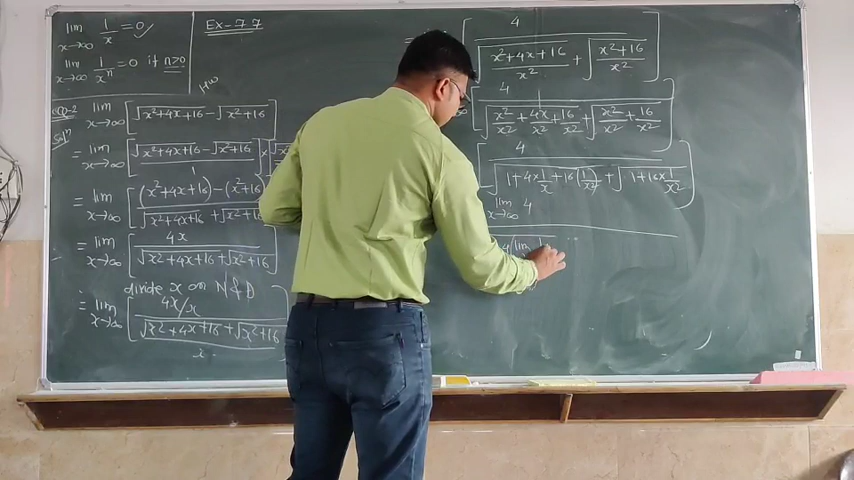 lim x→∞ 1/x = 0 ✓
lim x→∞ 1/xⁿ = 0 if n>0
Ex-7.7
HW
lim x→∞ [√x²+4x+16 - √x²+16]
Solⁿ
= lim x→∞ [√x²+4x+16 - √x²+16 ×
= lim x→∞ [(x²+4x+16)-(x²+16) / √x²+4x+16 + √x²+16
= lim x→∞ [4x / √x²+4x+16 + √x²+16]
divide x on N & D
= lim x→∞ [4x/x / √x²+4x+16 + √x²+16 / x
[4 / √x²+4x+16/x² + √x²+16/x²]
[4 / √x²/x²+4x/x²+16/x² + √x²/x²+16/x²]
[4 / √1+4×1/x+16(1/x²) + √1+16×1/x²]
lim x→∞ 4
4(lim